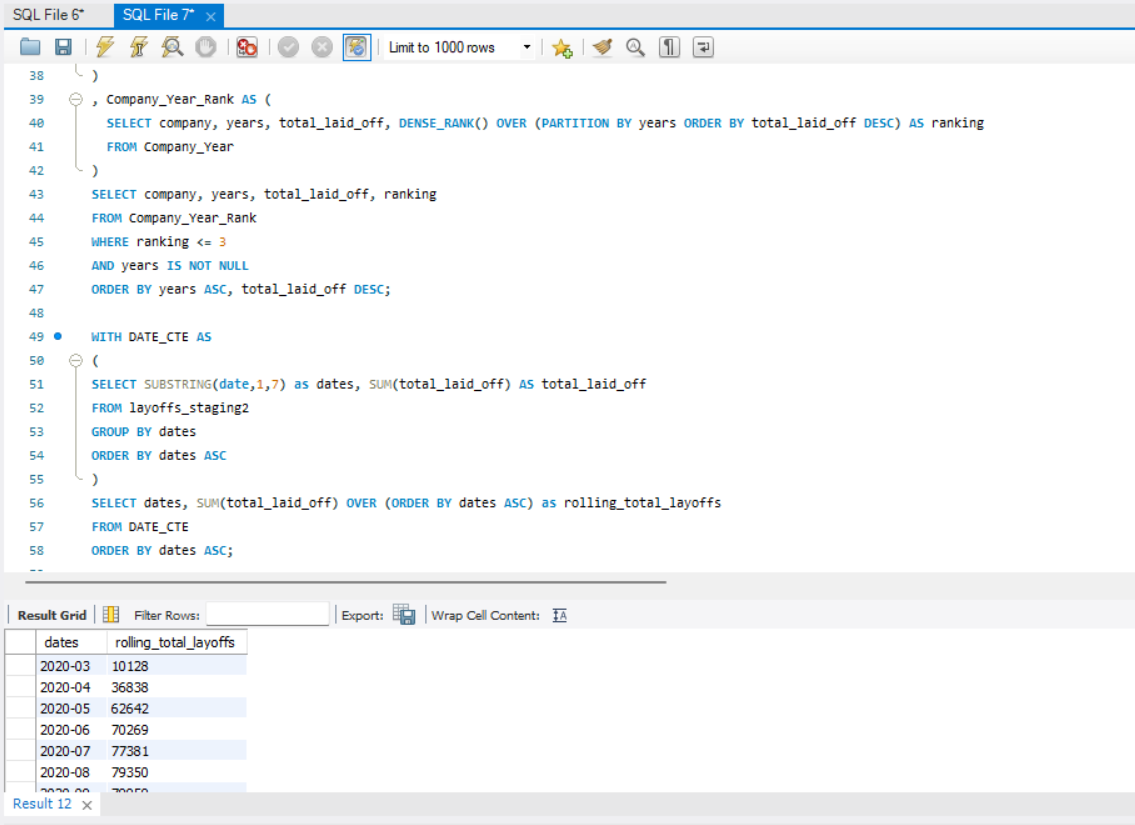 SQL File 6* SQL File 7* ×
Limit to 1000 rows
38 )
39 , Company_Year_Rank AS (
40 SELECT company, years, total_laid_off, DENSE_RANK() OVER (PARTITION BY years ORDER BY total_laid_off DESC) AS ranking
41 FROM Company_Year
42 )
43 SELECT company, years, total_laid_off, ranking
44 FROM Company_Year_Rank
45 WHERE ranking <= 3
46 AND years IS NOT NULL
47 ORDER BY years ASC, total_laid_off DESC;
48
49 WITH DATE_CTE AS
50 (
51 SELECT SUBSTRING(date,1,7) as dates, SUM(total_laid_off) AS total_laid_off
52 FROM layoffs_staging2
53 GROUP BY dates
54 ORDER BY dates ASC
55 )
56 SELECT dates, SUM(total_laid_off) OVER (ORDER BY dates ASC) as rolling_total_layoffs
57 FROM DATE_CTE
58 ORDER BY dates ASC;
Result Grid Filter Rows: Export: Wrap Cell Content: IA
dates rolling_total_layoffs
2020-03 10128
2020-04 36838
2020-05 62642
2020-06 70269
2020-07 77381
2020-08 79350
Result 12 ×